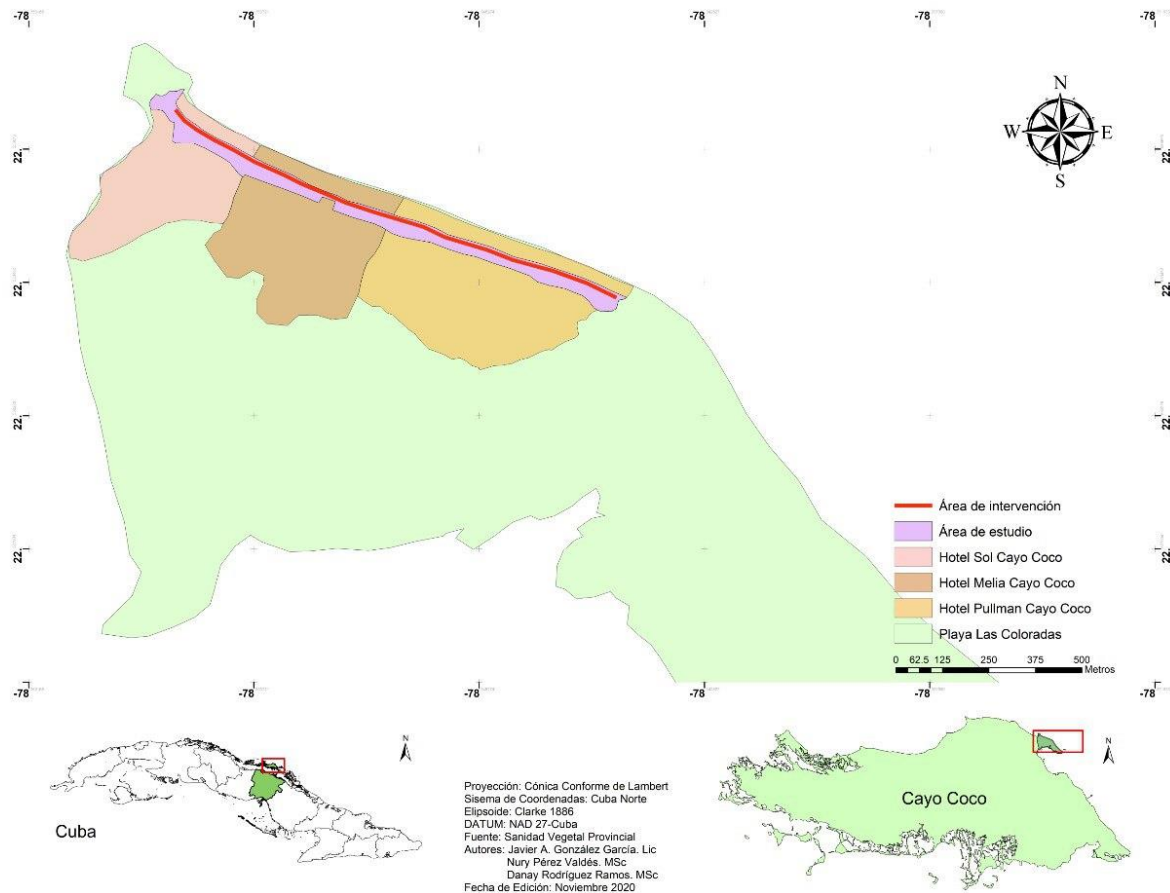 -78
-78
-78
-78
-78
-78
N
W
E
S
22.
22.
22.
22.
22.
22.
22.
22.
Área de intervención
Área de estudio
Hotel Sol Cayo Coco
Hotel Melia Cayo Coco
Hotel Pullman Cayo Coco
Playa Las Coloradas
0 62.5 125 250 375 500
Metros
-78
-78
-78
-78
-78
-78
N
N
Cuba
Cayo Coco
Proyección: Cónica Conforme de Lambert
Sisema de Coordenadas: Cuba Norte
Elipsoide: Clarke 1886
DATUM: NAD 27-Cuba
Fuente: Sanidad Vegetal Provincial
Autores: Javier A. González García. Lic
Nury Pérez Valdés. MSc
Danay Rodríguez Ramos. MSc
Fecha de Edición: Noviembre 2020